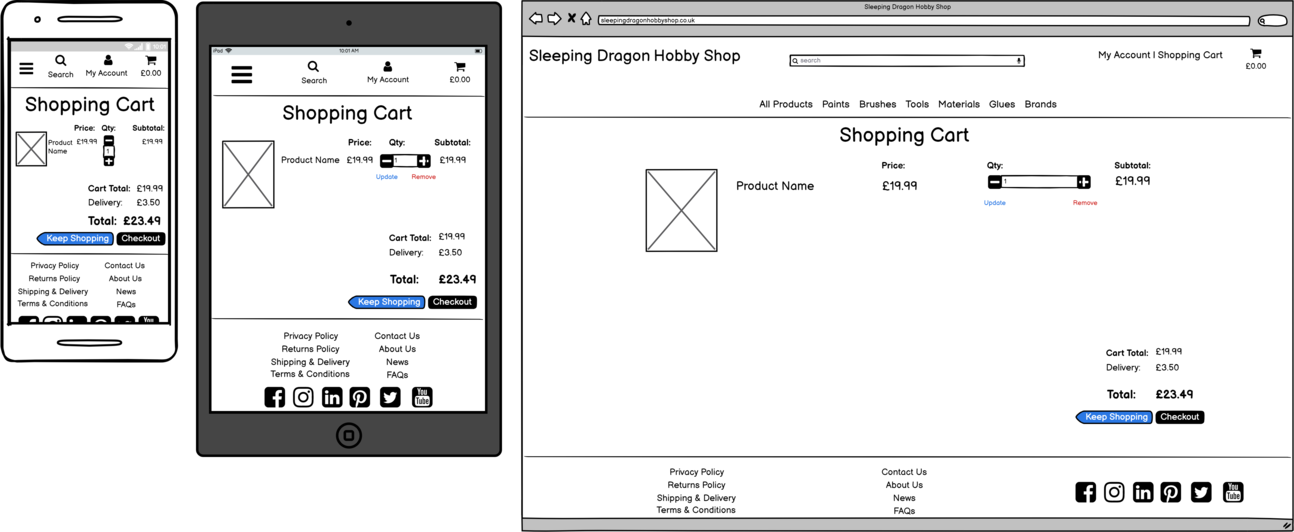 10:01
Search
My Account
£0.00
Shopping Cart
Price: Qty: Subtotal:
Product Name
£19.99
1
£19.99
Cart Total: £19.99
Delivery: £3.50
Total: £23.49
Keep Shopping
Checkout
Privacy Policy Contact Us
Returns Policy About Us
Shipping & Delivery News
Terms & Conditions FAQs
You
iPad 10:01 AM
Search
My Account
£0.00
Shopping Cart
Price: Qty: Subtotal:
Product Name £19.99 1 £19.99
Update Remove
Cart Total: £19.99
Delivery: £3.50
Total: £23.49
Keep Shopping
Checkout
Privacy Policy Contact Us
Returns Policy About Us
Shipping & Delivery News
Terms & Conditions FAQs
You
Tube
Sleeping Dragon Hobby Shop
sleepingdragonhobbyshop.co.uk
Sleeping Dragon Hobby Shop
search
My Account | Shopping Cart
£0.00
All Products Paints Brushes Tools Materials Glues Brands
Shopping Cart
Price: Qty: Subtotal:
Product Name £19.99 1 £19.99
Update Remove
Cart Total: £19.99
Delivery: £3.50
Total: £23.49
Keep Shopping
Checkout
Privacy Policy Contact Us
Returns Policy About Us
Shipping & Delivery News
Terms & Conditions FAQs
You
Tube